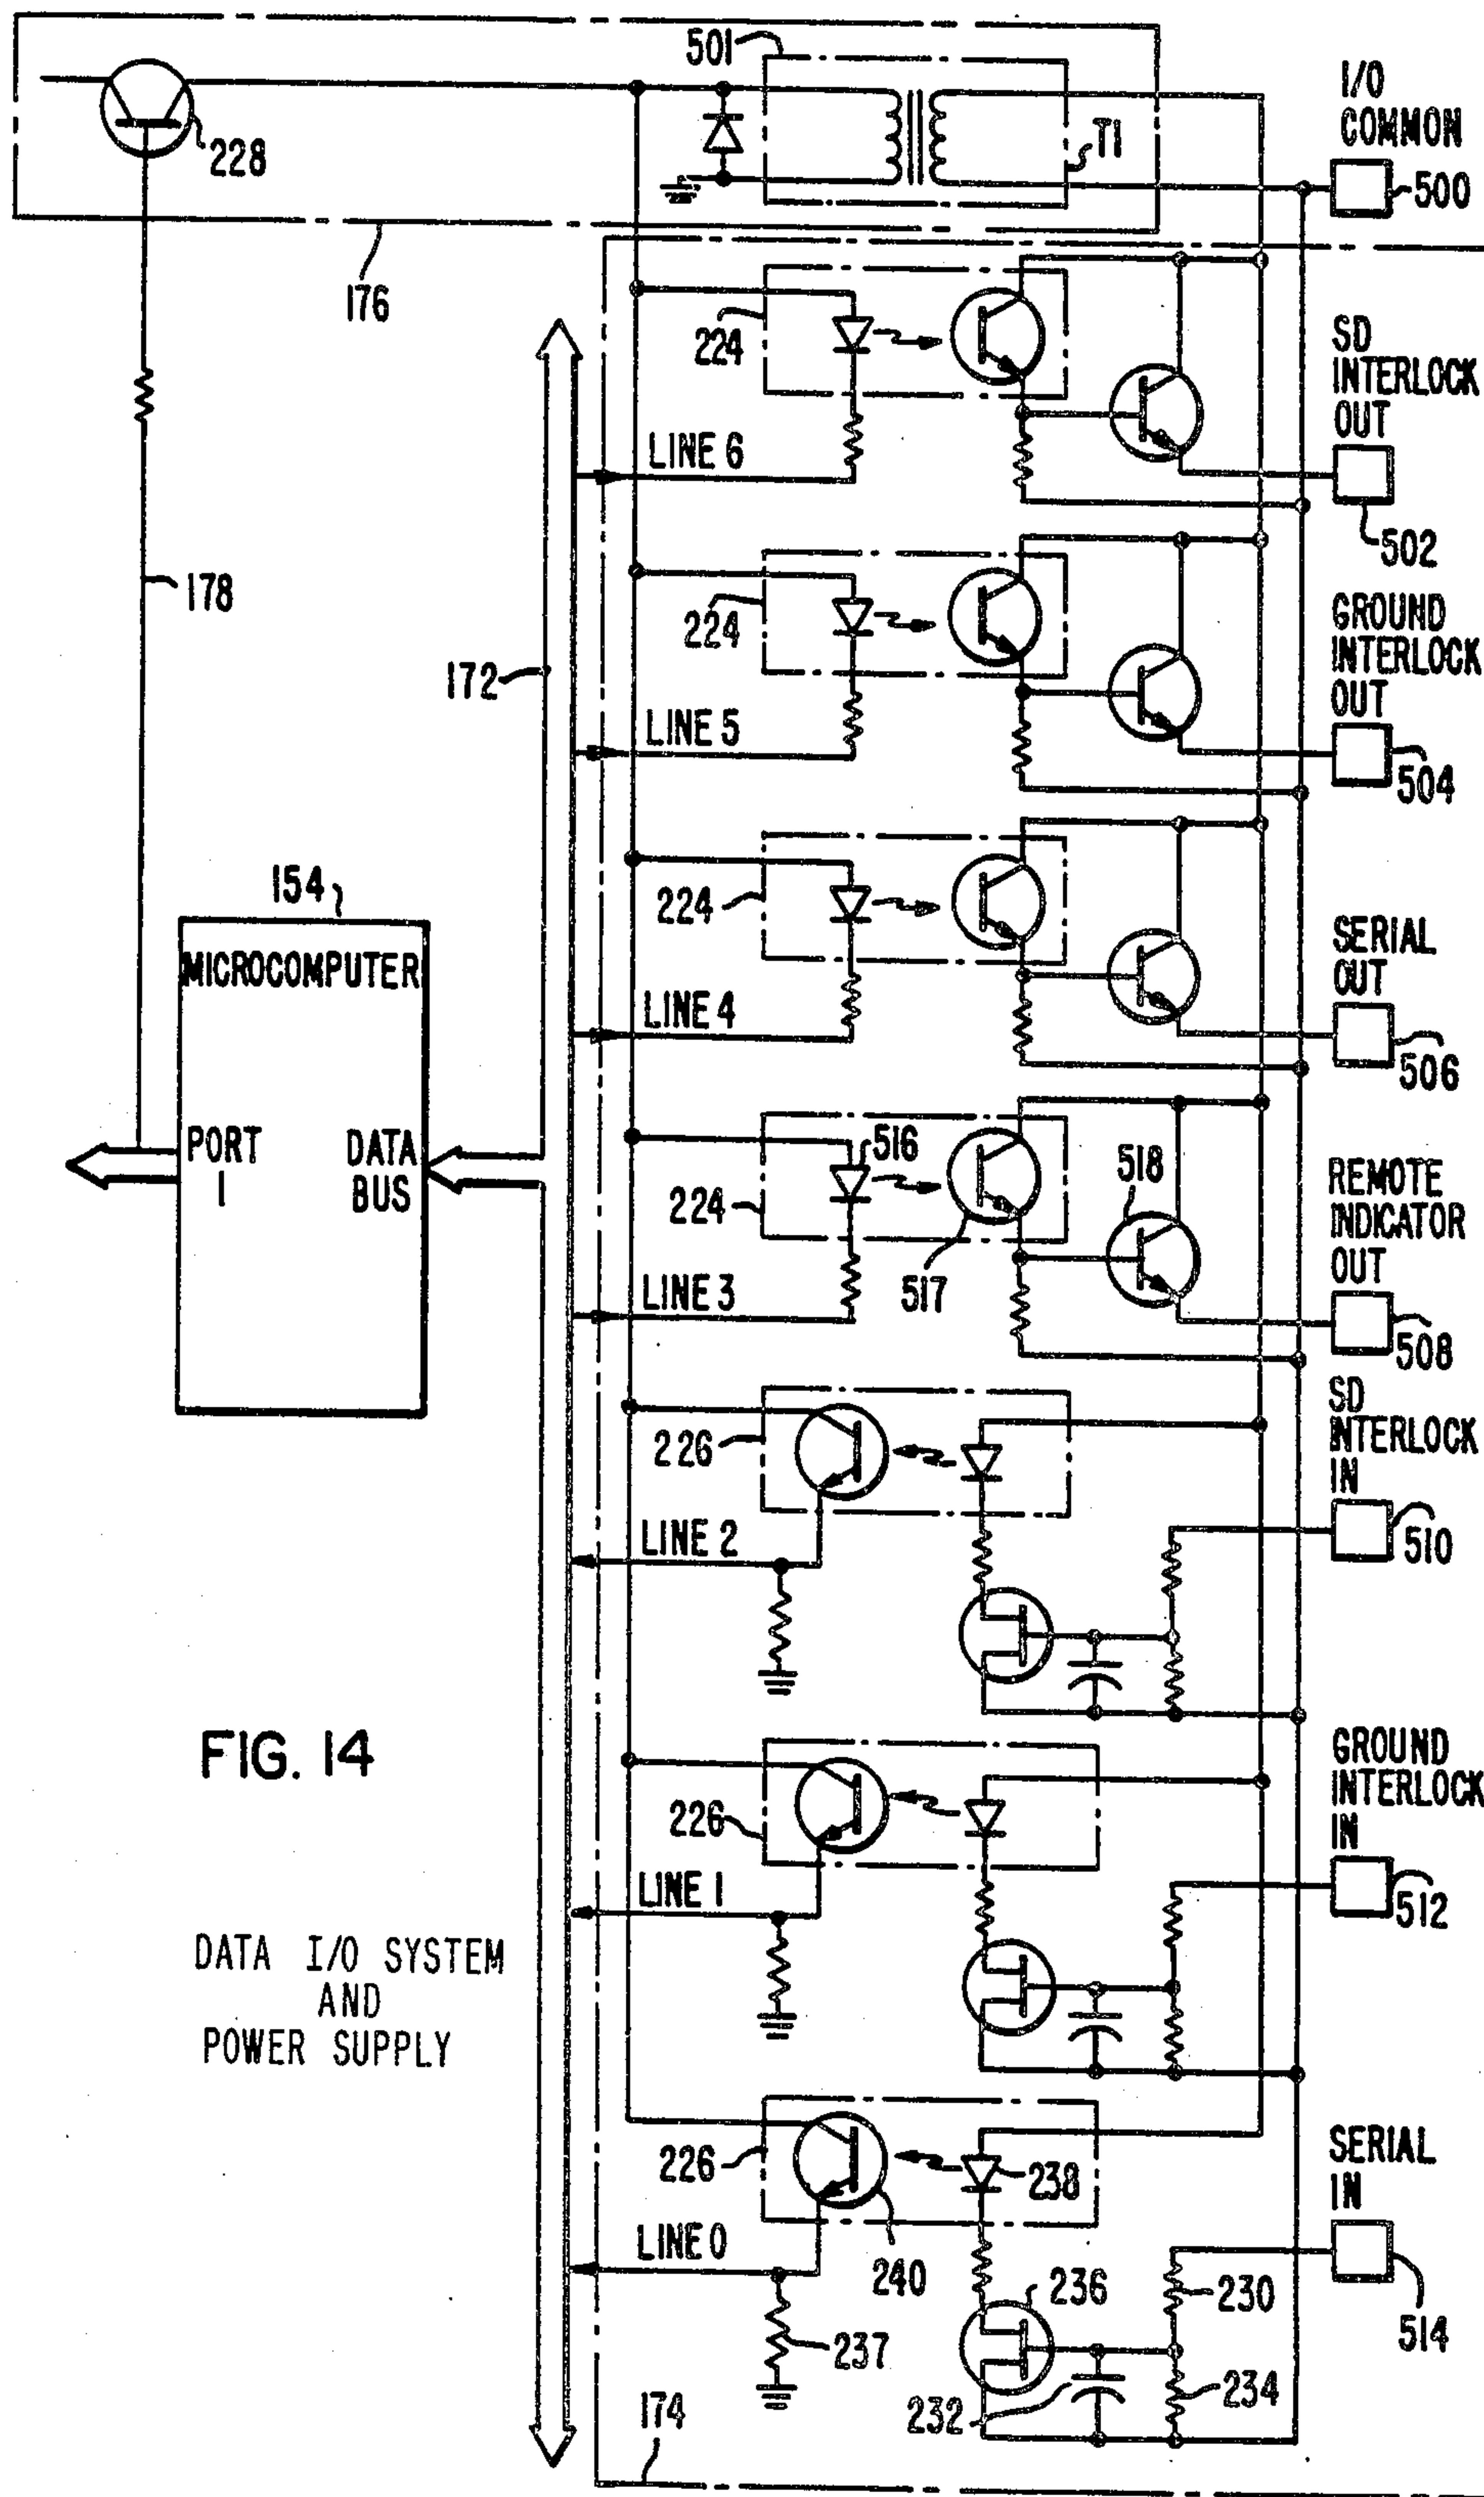 501
I/O
COMMON
T1
228
500
176
224
SD
INTERLOCK
OUT
LINE 6
502
178
224
GROUND
INTERLOCK
OUT
172
LINE 5
504
154
MICROCOMPUTER
224
SERIAL
OUT
LINE 4
506
PORT
1
DATA
BUS
516
224
517
518
REMOTE
INDICATOR
OUT
LINE 3
508
SD
INTERLOCK
IN
226
LINE 2
510
FIG. 14
GROUND
INTERLOCK
IN
226
LINE 1
512
DATA I/O SYSTEM
AND
POWER SUPPLY
226
238
SERIAL
IN
LINE 0
240
236
230
514
237
232
234
174